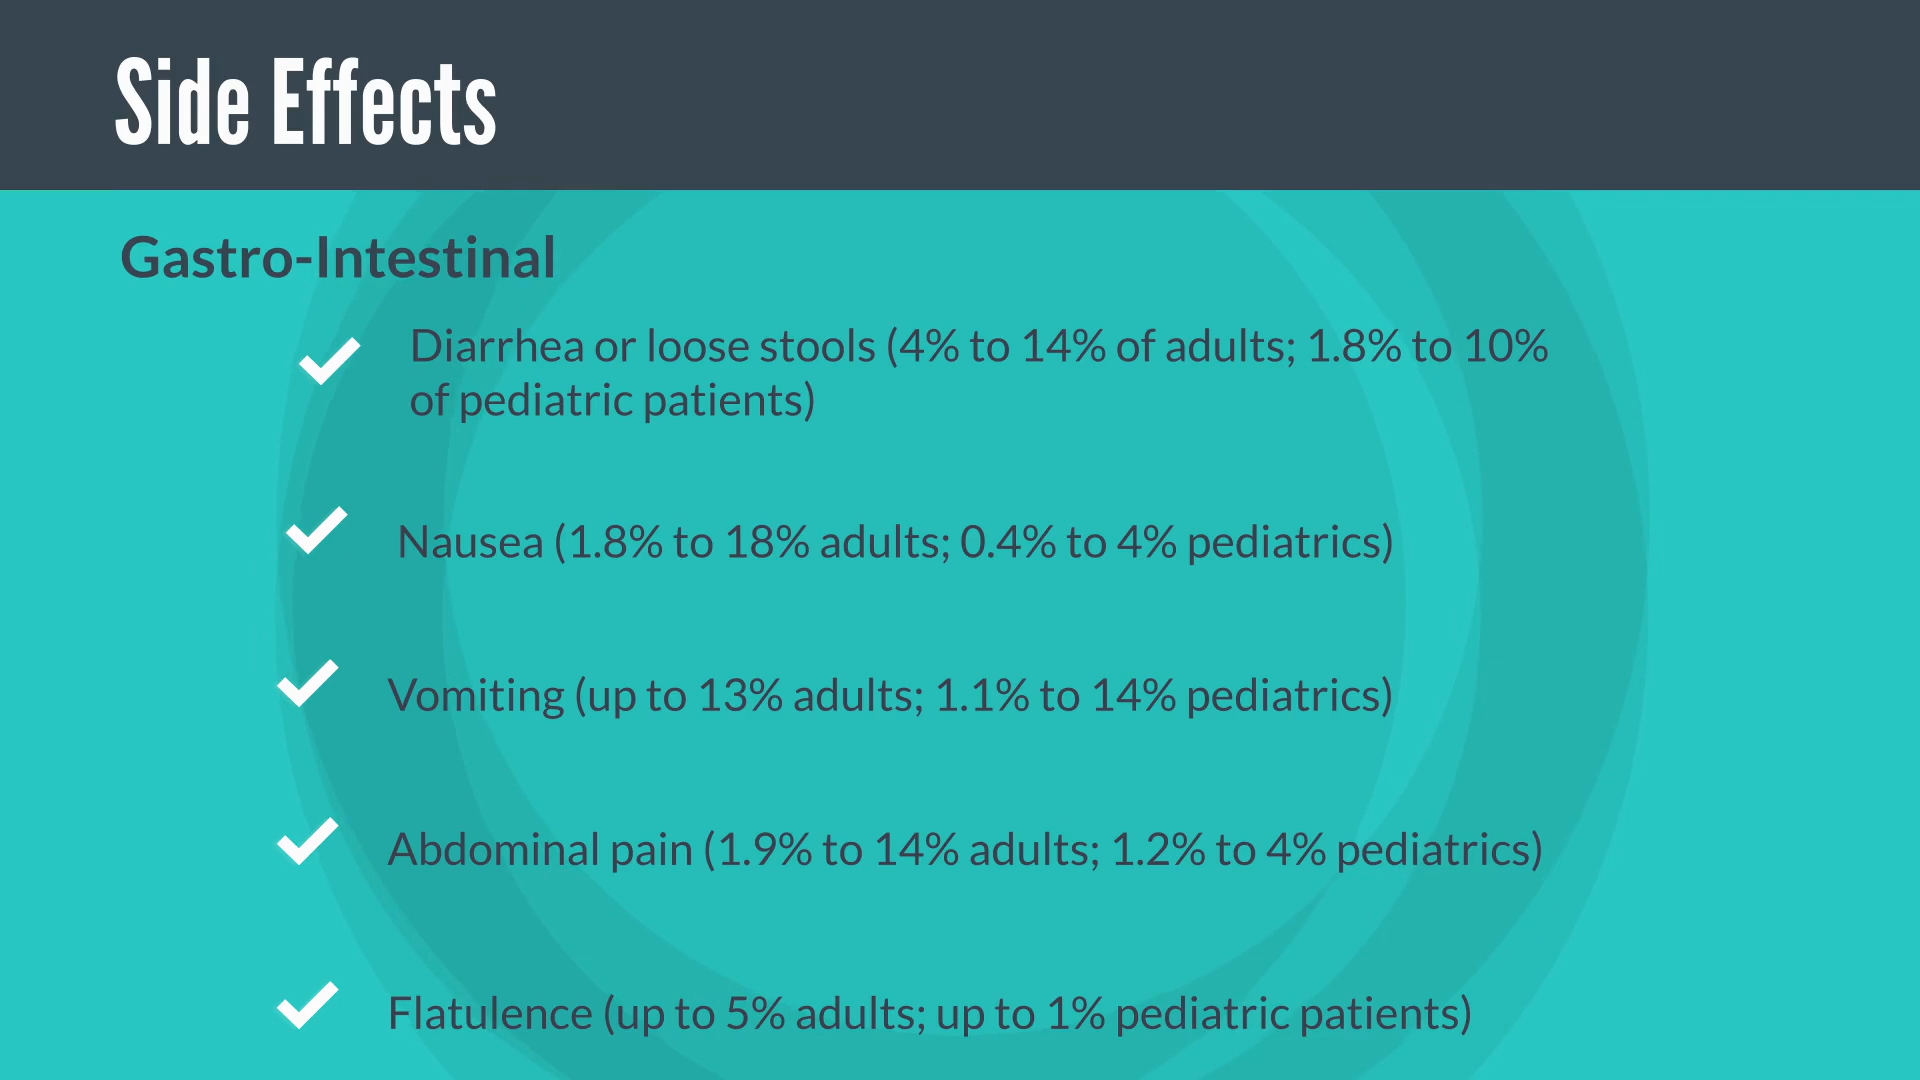 Side Effects
Gastro-Intestinal
Diarrhea or loose stools (4% to 14% of adults; 1.8% to 10%
of pediatric patients)
Nausea (1.8% to 18% adults; 0.4% to 4% pediatrics)
Vomiting (up to 13% adults; 1.1% to 14% pediatrics)
Abdominal pain (1.9% to 14% adults; 1.2% to 4% pediatrics)
Flatulence (up to 5% adults; up to 1% pediatric patients)